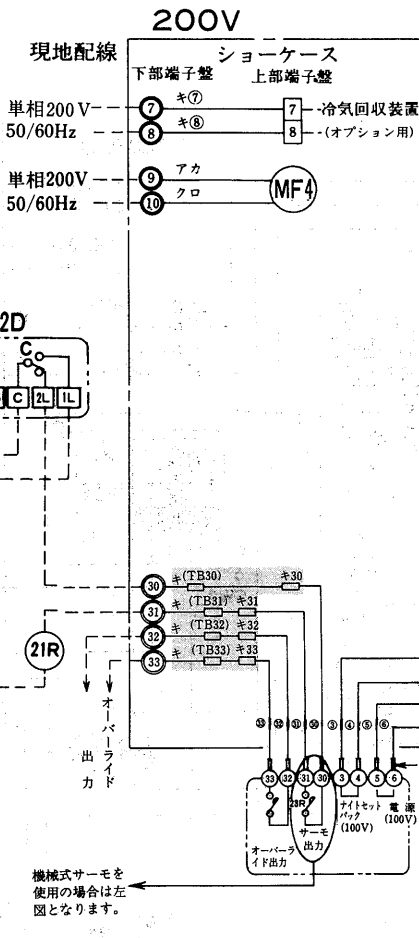 200V
現地配線
ショーケース
下部端子盤
上部端子盤
単相200V
50/60Hz
⑦ キ⑦ 7 冷気回収装置
⑧ キ⑧ 8 (オプション用)
単相200V
50/60Hz
⑨ アカ
⑩ クロ
MF4
2D
C
C 2L 1L
30 キ (TB30) キ30
31 キ (TB31) キ31
32 キ (TB32) キ32
33 キ (TB33) キ33
21R
オーバーライド
出力
㉝ ㉜ ㉛ ㉚ ③ ④ ⑤ ⑥
33 32 31 30 3 4 5 6
23R
オーバーラ
イド出力
サーモ
出力
ナイトセット
バック
(100V)
電源
(100V)
機械式サーモを
使用の場合は左
図となります。